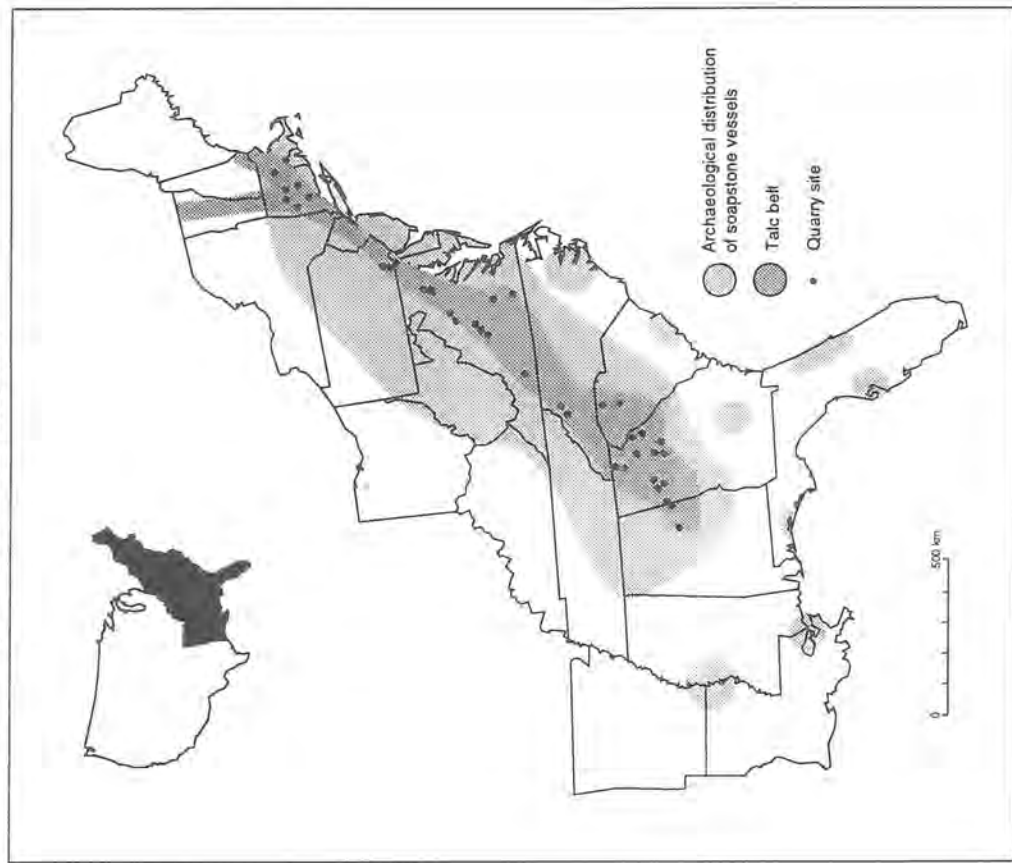 Archaeological distribution
of soapstone vessels
Talc belt
Quarry site
0
500 km